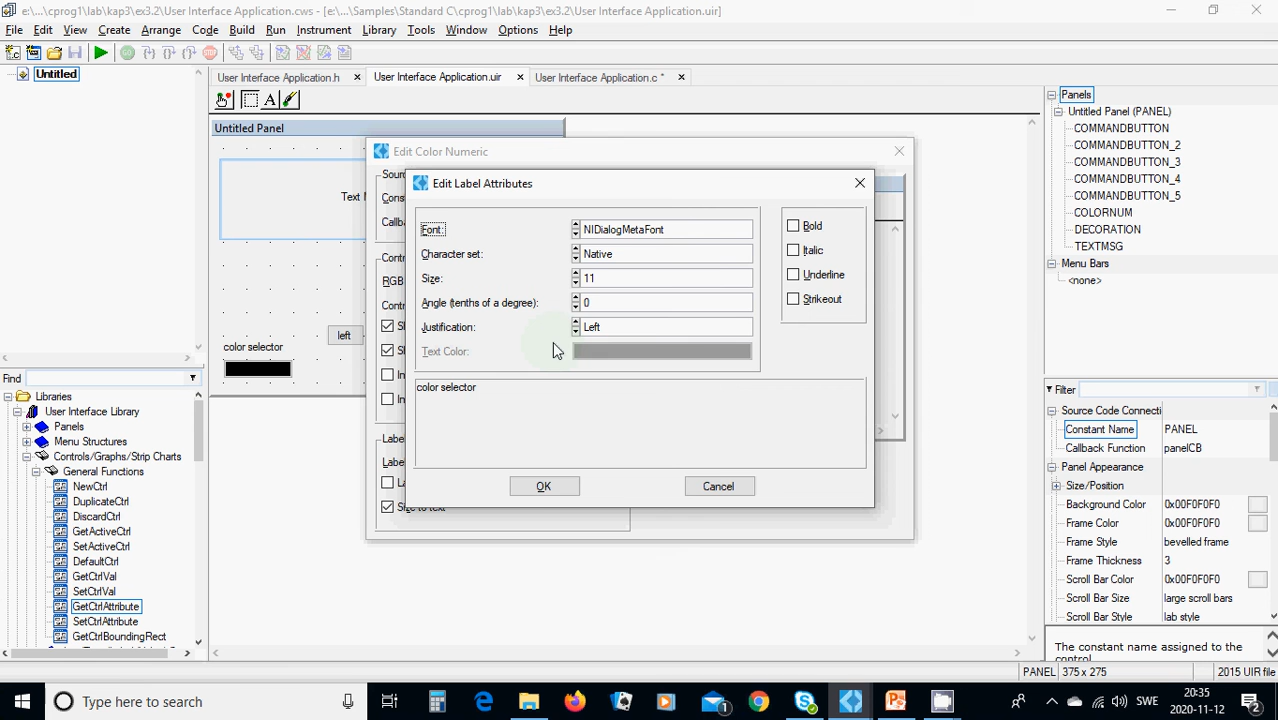 e:\...\Samples\Standard C\cprog1\lab\kap3\ex3.2\User Interface Application.cws - [e:\...\Samples\Standard C\cprog1\lab\kap3\ex3.2\User Interface Application.uir]
File Edit View Create Arrange Code Build Run Instrument Library Tools Window Options Help
Untitled
User Interface Application.h
User Interface Application.uir
User Interface Application.c *
Untitled Panel
left
color selector
Edit Color Numeric
Edit Label Attributes
Font: NIDialogMetaFont
Character set: Native
Size: 11
Angle (tenths of a degree): 0
Justification: Left
Text Color:
Bold
Italic
Underline
Strikeout
color selector
OK Cancel
Size to text
Find
Libraries
User Interface Library
Panels
Menu Structures
Controls/Graphs/Strip Charts
General Functions
NewCtrl
DuplicateCtrl
DiscardCtrl
GetActiveCtrl
SetActiveCtrl
DefaultCtrl
GetCtrlVal
SetCtrlVal
GetCtrlAttribute
SetCtrlAttribute
GetCtrlBoundingRect
Panels
Untitled Panel (PANEL)
COMMANDBUTTON
COMMANDBUTTON_2
COMMANDBUTTON_3
COMMANDBUTTON_4
COMMANDBUTTON_5
COLORNUM
DECORATION
TEXTMSG
Menu Bars
<none>
Filter
Source Code Connecti
Constant Name PANEL
Callback Function panelCB
Panel Appearance
Size/Position
Background Color 0x00F0F0F0
Frame Color 0x00F0F0F0
Frame Style bevelled frame
Frame Thickness 3
Scroll Bar Color 0x00F0F0F0
Scroll Bar Size large scroll bars
Scroll Bar Style lab style
The constant name assigned to the
control
PANEL 375 x 275 2015 UIR file
Type here to search
1
SWE
20:35
2020-11-12
2